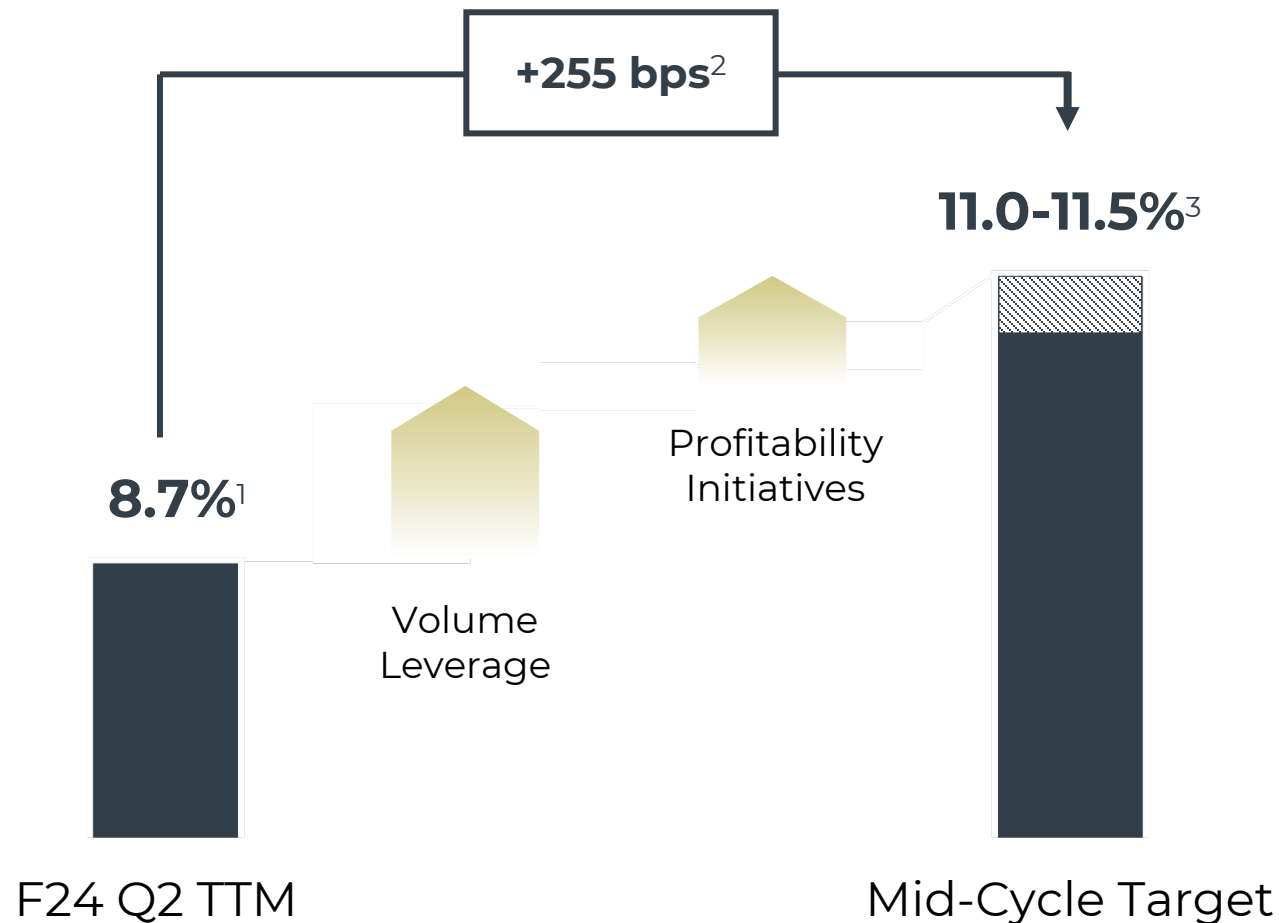 +255 bps²
11.0-11.5%³
8.7%¹
Profitability
Initiatives
Volume
Leverage
F24 Q2 TTM
Mid-Cycle Target